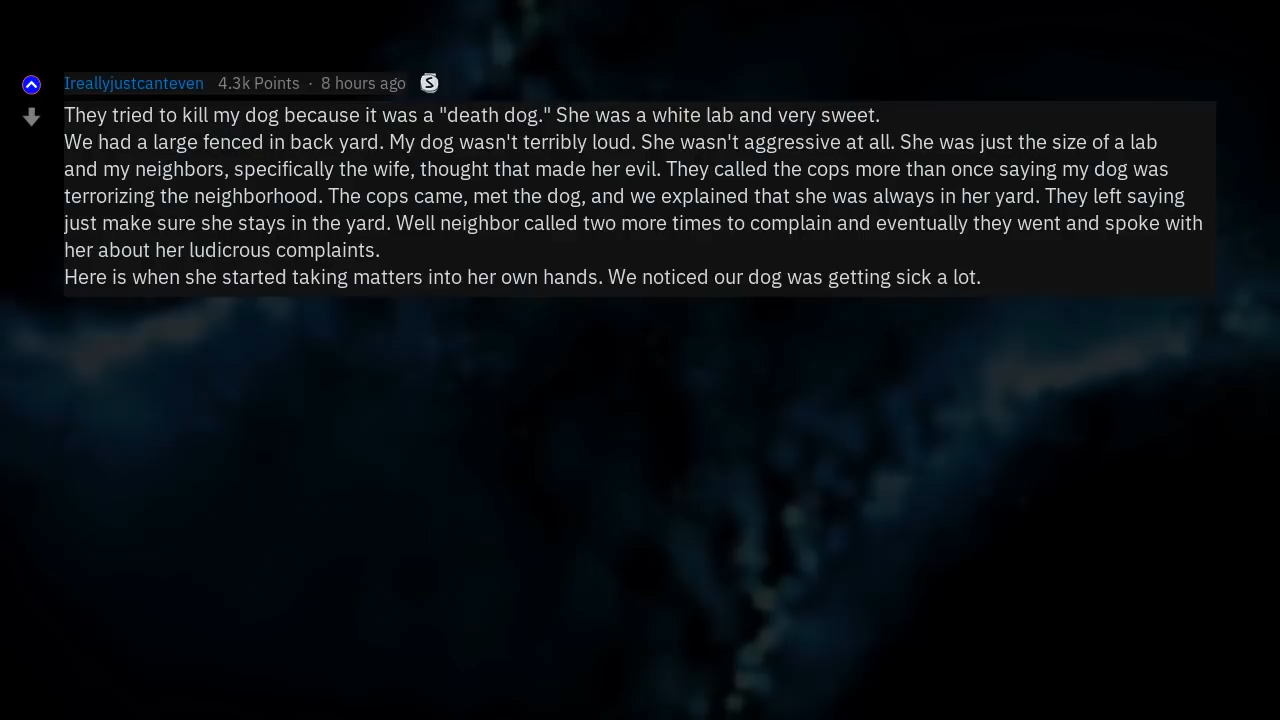 Ireallyjustcanteven 4.3k Points · 8 hours ago S
They tried to kill my dog because it was a "death dog." She was a white lab and very sweet.
We had a large fenced in back yard. My dog wasn't terribly loud. She wasn't aggressive at all. She was just the size of a lab
and my neighbors, specifically the wife, thought that made her evil. They called the cops more than once saying my dog was
terrorizing the neighborhood. The cops came, met the dog, and we explained that she was always in her yard. They left saying
just make sure she stays in the yard. Well neighbor called two more times to complain and eventually they went and spoke with
her about her ludicrous complaints.
Here is when she started taking matters into her own hands. We noticed our dog was getting sick a lot.